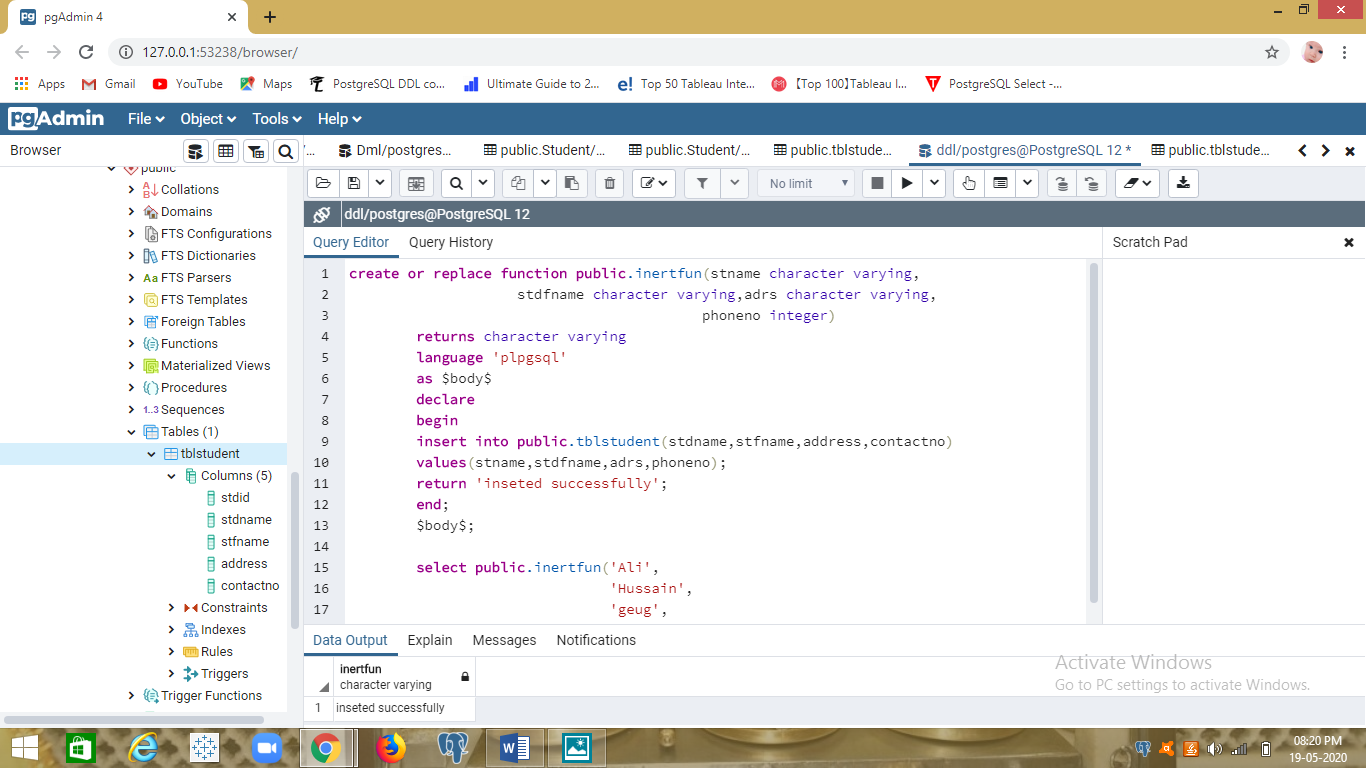 pgAdmin 4
127.0.0.1:53238/browser/
Apps Gmail YouTube Maps PostgreSQL DDL co... Ultimate Guide to 2... Top 50 Tableau Inte... 【Top 100】Tableau I... PostgreSQL Select -...
pgAdmin File Object Tools Help
Browser
Dml/postgres... public.Student/... public.Student/... public.tblstude... ddl/postgres@PostgreSQL 12 * public.tblstude...
public
Collations
Domains
FTS Configurations
FTS Dictionaries
FTS Parsers
FTS Templates
Foreign Tables
Functions
Materialized Views
Procedures
1..3 Sequences
Tables (1)
tblstudent
Columns (5)
stdid
stdname
stfname
address
contactno
Constraints
Indexes
Rules
Triggers
Trigger Functions
No limit
ddl/postgres@PostgreSQL 12
Query Editor Query History
Scratch Pad
1 create or replace function public.inertfun(stname character varying,
2 stdfname character varying,adrs character varying,
3 phoneno integer)
4 returns character varying
5 language 'plpgsql'
6 as $body$
7 declare
8 begin
9 insert into public.tblstudent(stdname,stfname,address,contactno)
10 values(stname,stdfname,adrs,phoneno);
11 return 'inseted successfully';
12 end;
13 $body$;
14
15 select public.inertfun('Ali',
16 'Hussain',
17 'geug',
Data Output Explain Messages Notifications
inertfun
character varying
1 inseted successfully
Activate Windows
Go to PC settings to activate Windows.
08:20 PM
19-05-2020